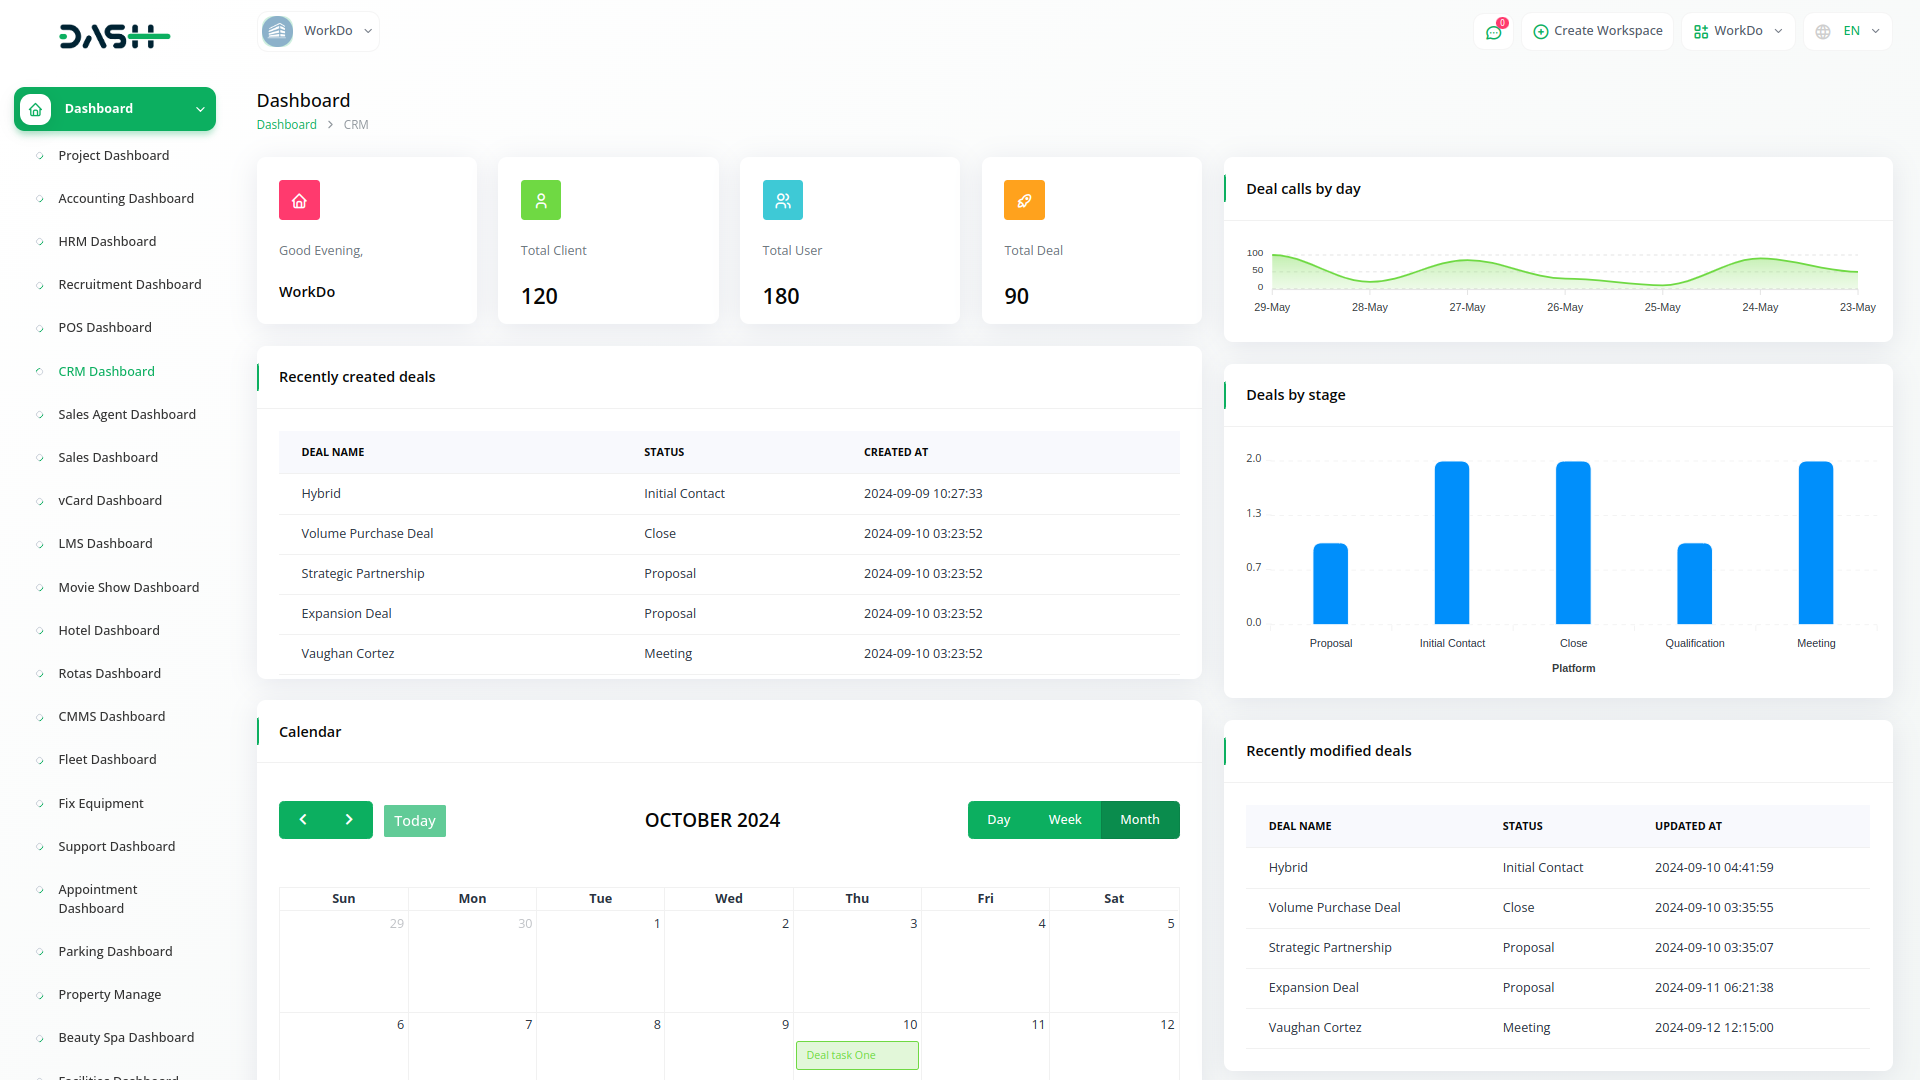 DASH
WorkDo
0
Create Workspace
WorkDo
EN
Dashboard
Project Dashboard
Accounting Dashboard
HRM Dashboard
Recruitment Dashboard
POS Dashboard
CRM Dashboard
Sales Agent Dashboard
Sales Dashboard
vCard Dashboard
LMS Dashboard
Movie Show Dashboard
Hotel Dashboard
Rotas Dashboard
CMMS Dashboard
Fleet Dashboard
Fix Equipment
Support Dashboard
Appointment
Dashboard
Parking Dashboard
Property Manage
Beauty Spa Dashboard
Facilities Dashboard
Dashboard
Dashboard > CRM
Good Evening,
WorkDo
Total Client
120
Total User
180
Total Deal
90
Recently created deals
DEAL NAME STATUS CREATED AT
Hybrid Initial Contact 2024-09-09 10:27:33
Volume Purchase Deal Close 2024-09-10 03:23:52
Strategic Partnership Proposal 2024-09-10 03:23:52
Expansion Deal Proposal 2024-09-10 03:23:52
Vaughan Cortez Meeting 2024-09-10 03:23:52
Calendar
Today
OCTOBER 2024
Day Week Month
Sun Mon Tue Wed Thu Fri Sat
29 30 1 2 3 4 5
6 7 8 9 10 11 12
Deal task One
Deal calls by day
100
50
0
29-May 28-May 27-May 26-May 25-May 24-May 23-May
Deals by stage
2.0
1.3
0.7
0.0
Proposal Initial Contact Close Qualification Meeting
Platform
Recently modified deals
DEAL NAME STATUS UPDATED AT
Hybrid Initial Contact 2024-09-10 04:41:59
Volume Purchase Deal Close 2024-09-10 03:35:55
Strategic Partnership Proposal 2024-09-10 03:35:07
Expansion Deal Proposal 2024-09-11 06:21:38
Vaughan Cortez Meeting 2024-09-12 12:15:00